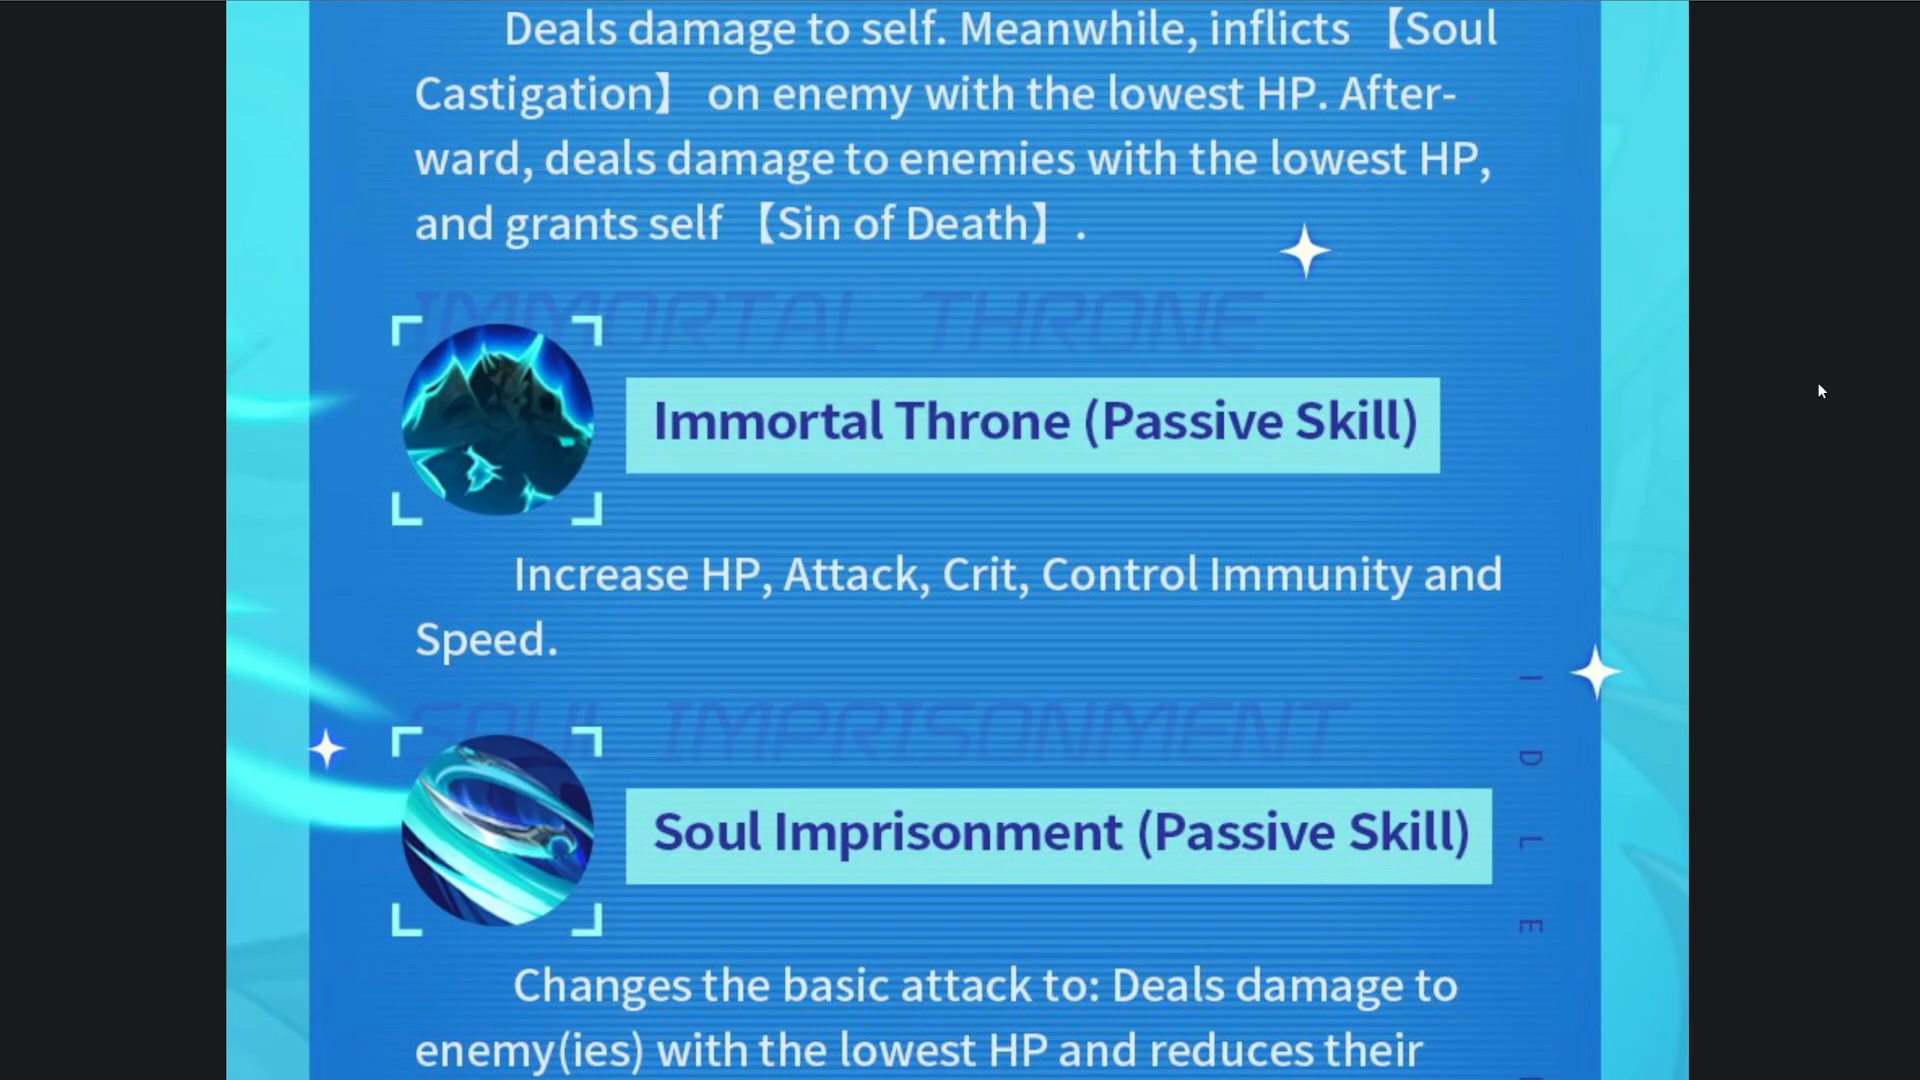 Deals damage to self. Meanwhile, inflicts 【Soul
Castigation】 on enemy with the lowest HP. After-
ward, deals damage to enemies with the lowest HP,
and grants self 【Sin of Death】.
IMMORTAL THRONE
Immortal Throne (Passive Skill)
Increase HP, Attack, Crit, Control Immunity and
Speed.
SOUL IMPRISONMENT
Soul Imprisonment (Passive Skill)
I D L E
Changes the basic attack to: Deals damage to
enemy(ies) with the lowest HP and reduces their